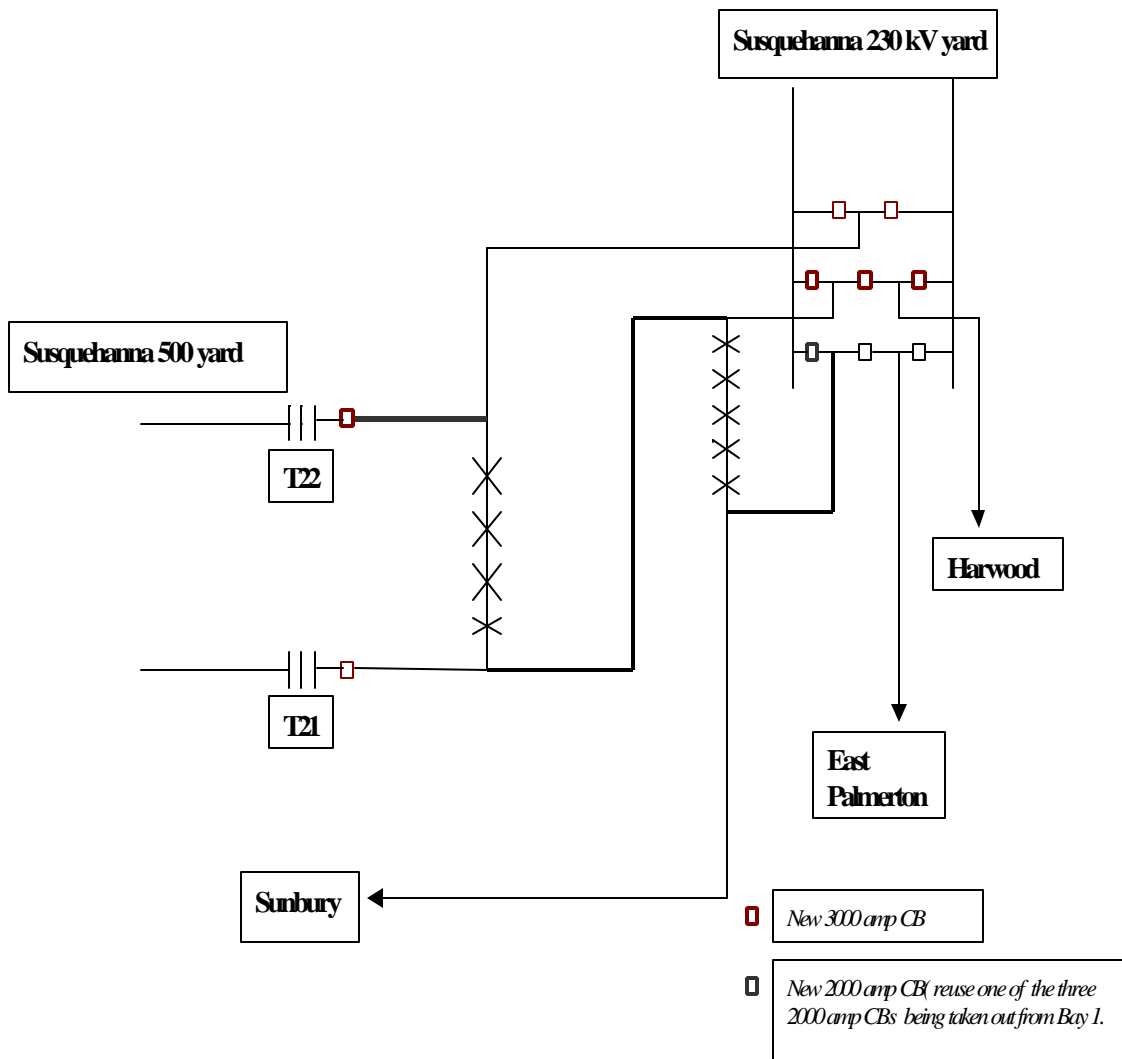 Susquehanna 230 kV yard
Susquehanna 500 yard
T22
Harwood
T21
East
Palmerton
Sunbury
New 3000 amp CB
New 2000 amp CB( reuse one of the three
2000 amp CBs being taken out from Bay 1.